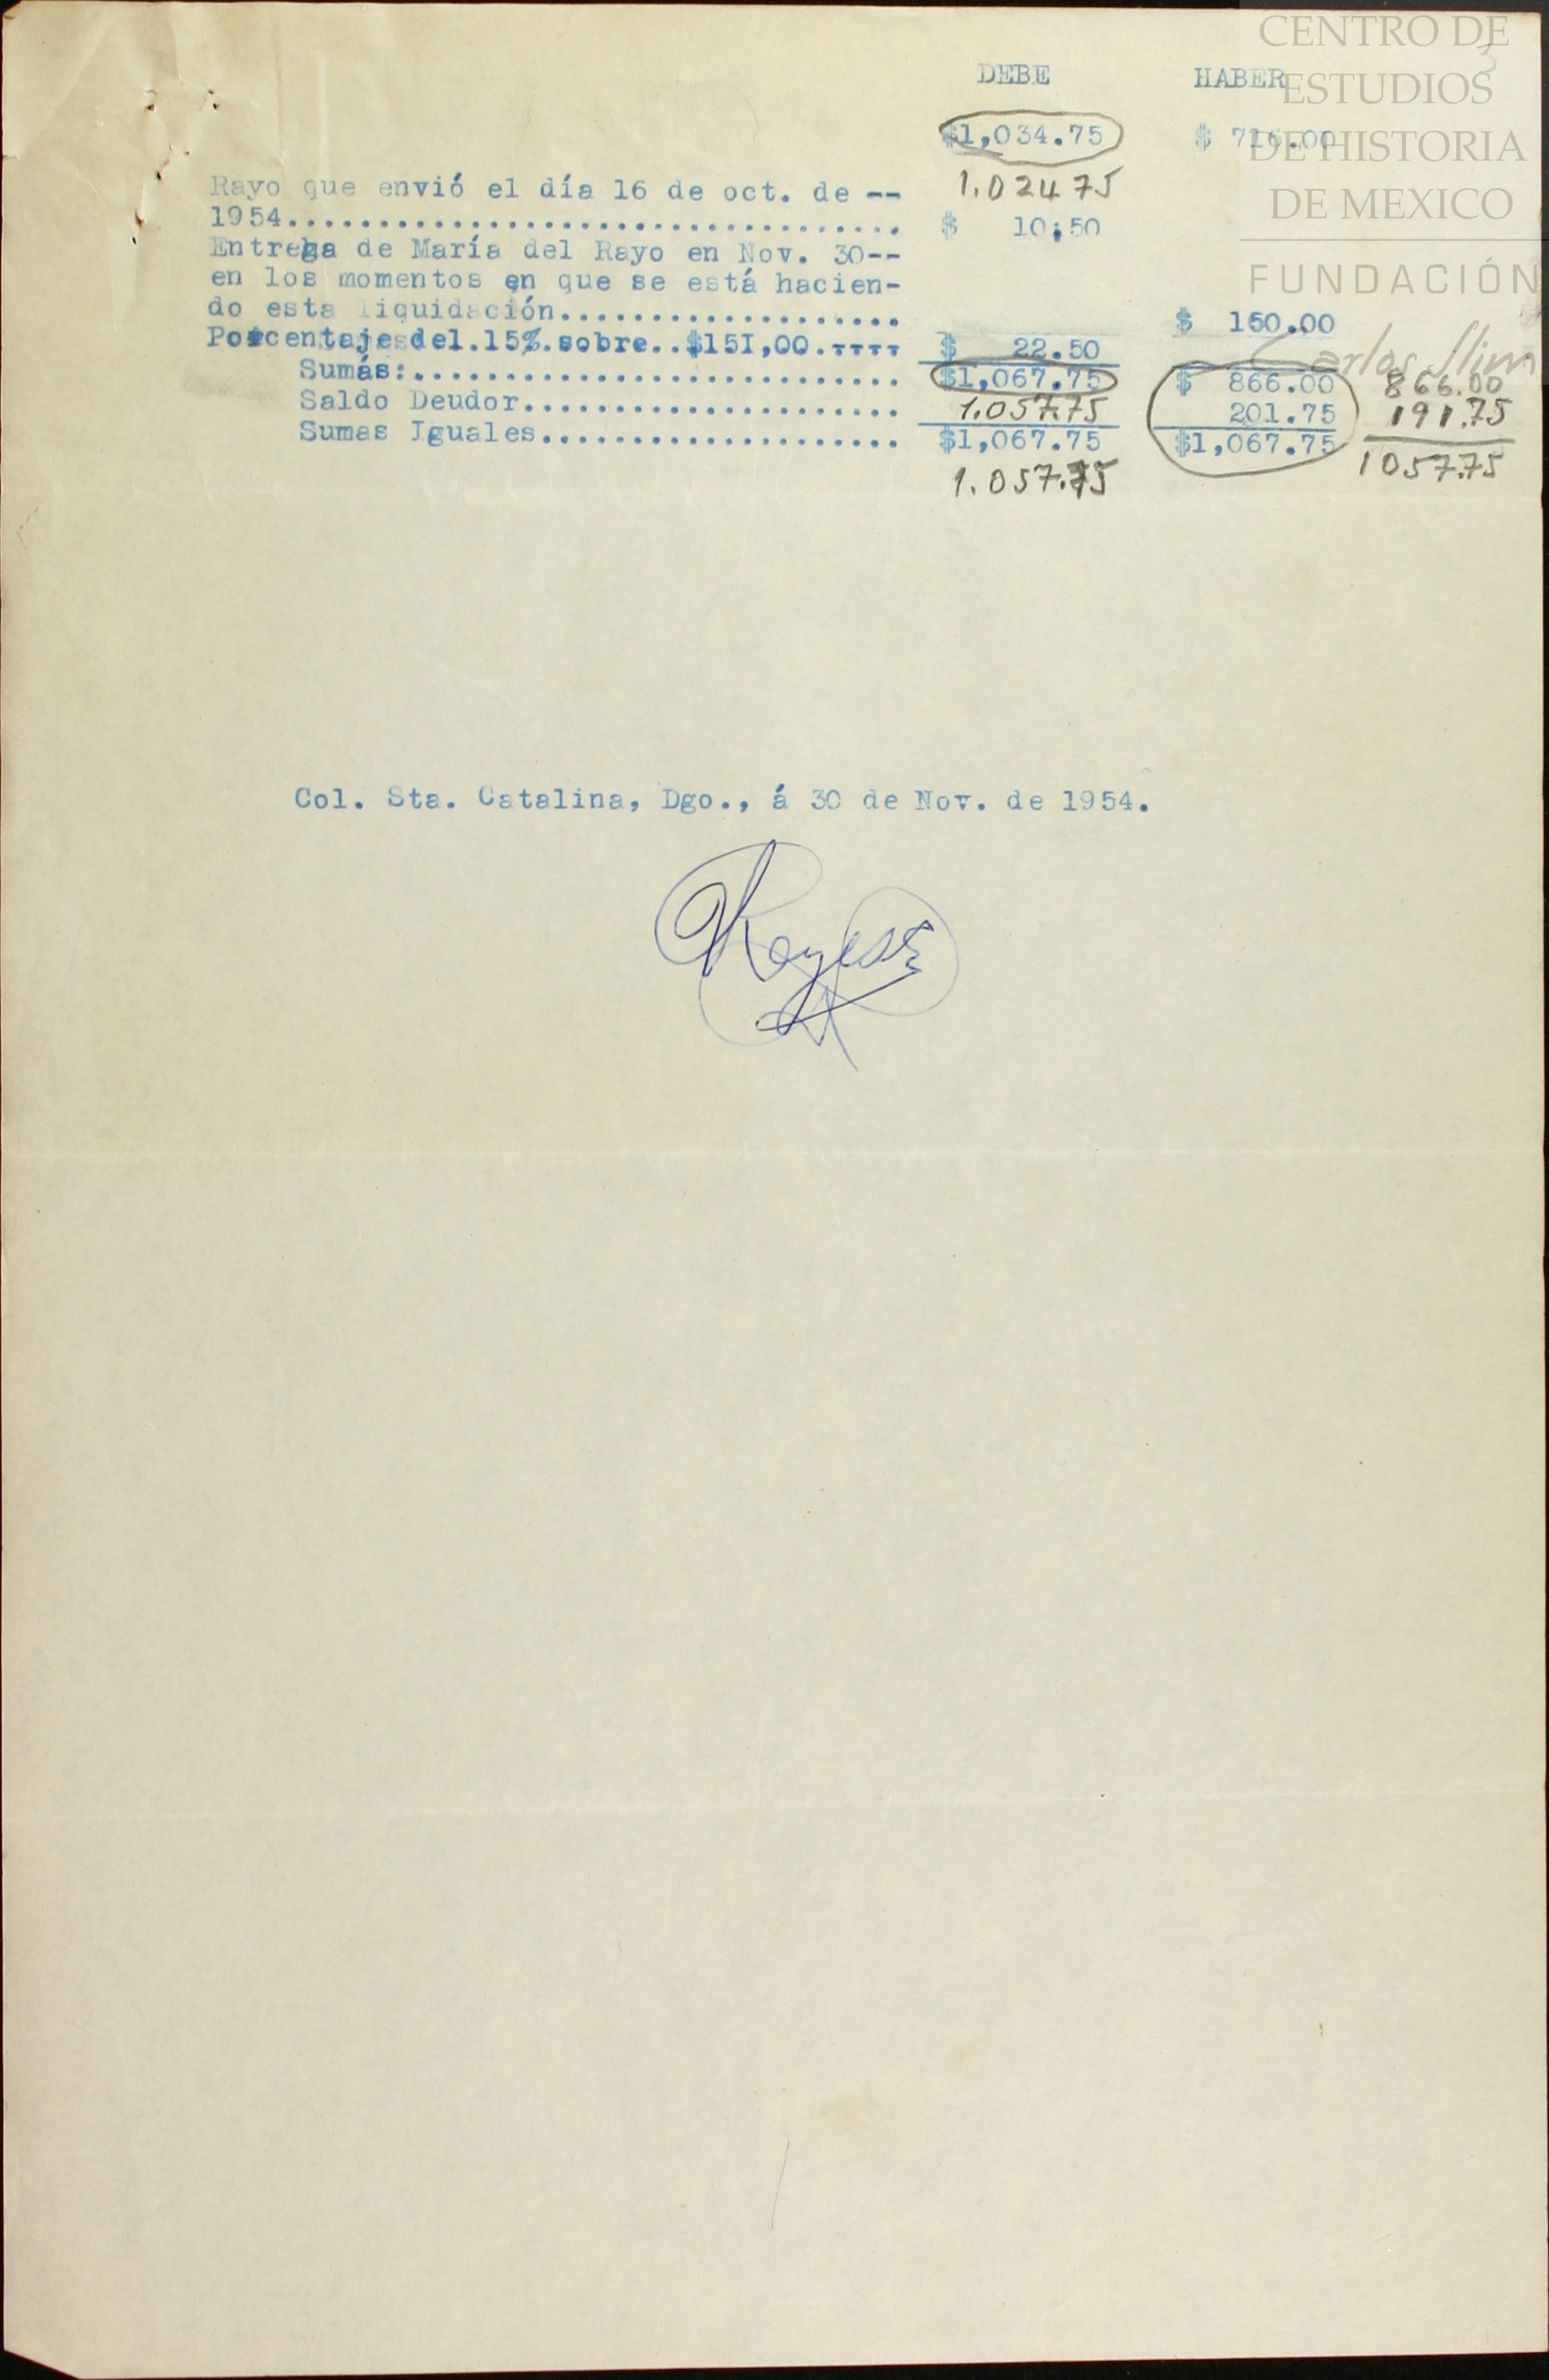 CENTRO DE
ESTUDIOS
DE HISTORIA
DE MEXICO
FUNDACIÓN
Carlos Slim
3
DEBE HABER
$1,034.75 $ 716.00
Rayo que envió el día 16 de oct. de -- 1.02475
1954.................................. $ 10;50
Entrega de María del Rayo en Nov. 30--
en los momentos en que se está hacien-
do esta liquidación................... $ 150.00
Porcentaje del.15%.sobre..$151,00.---- $ 22.50
Sumás:........................... $1,067.75 $ 866.00 866.00
Saldo Deudor..................... 1.057.75 201.75 191.75
Sumas Iguales.................... $1,067.75 $1,067.75 1057.75
1.057.75
Col. Sta. Catalina, Dgo., á 30 de Nov. de 1954.